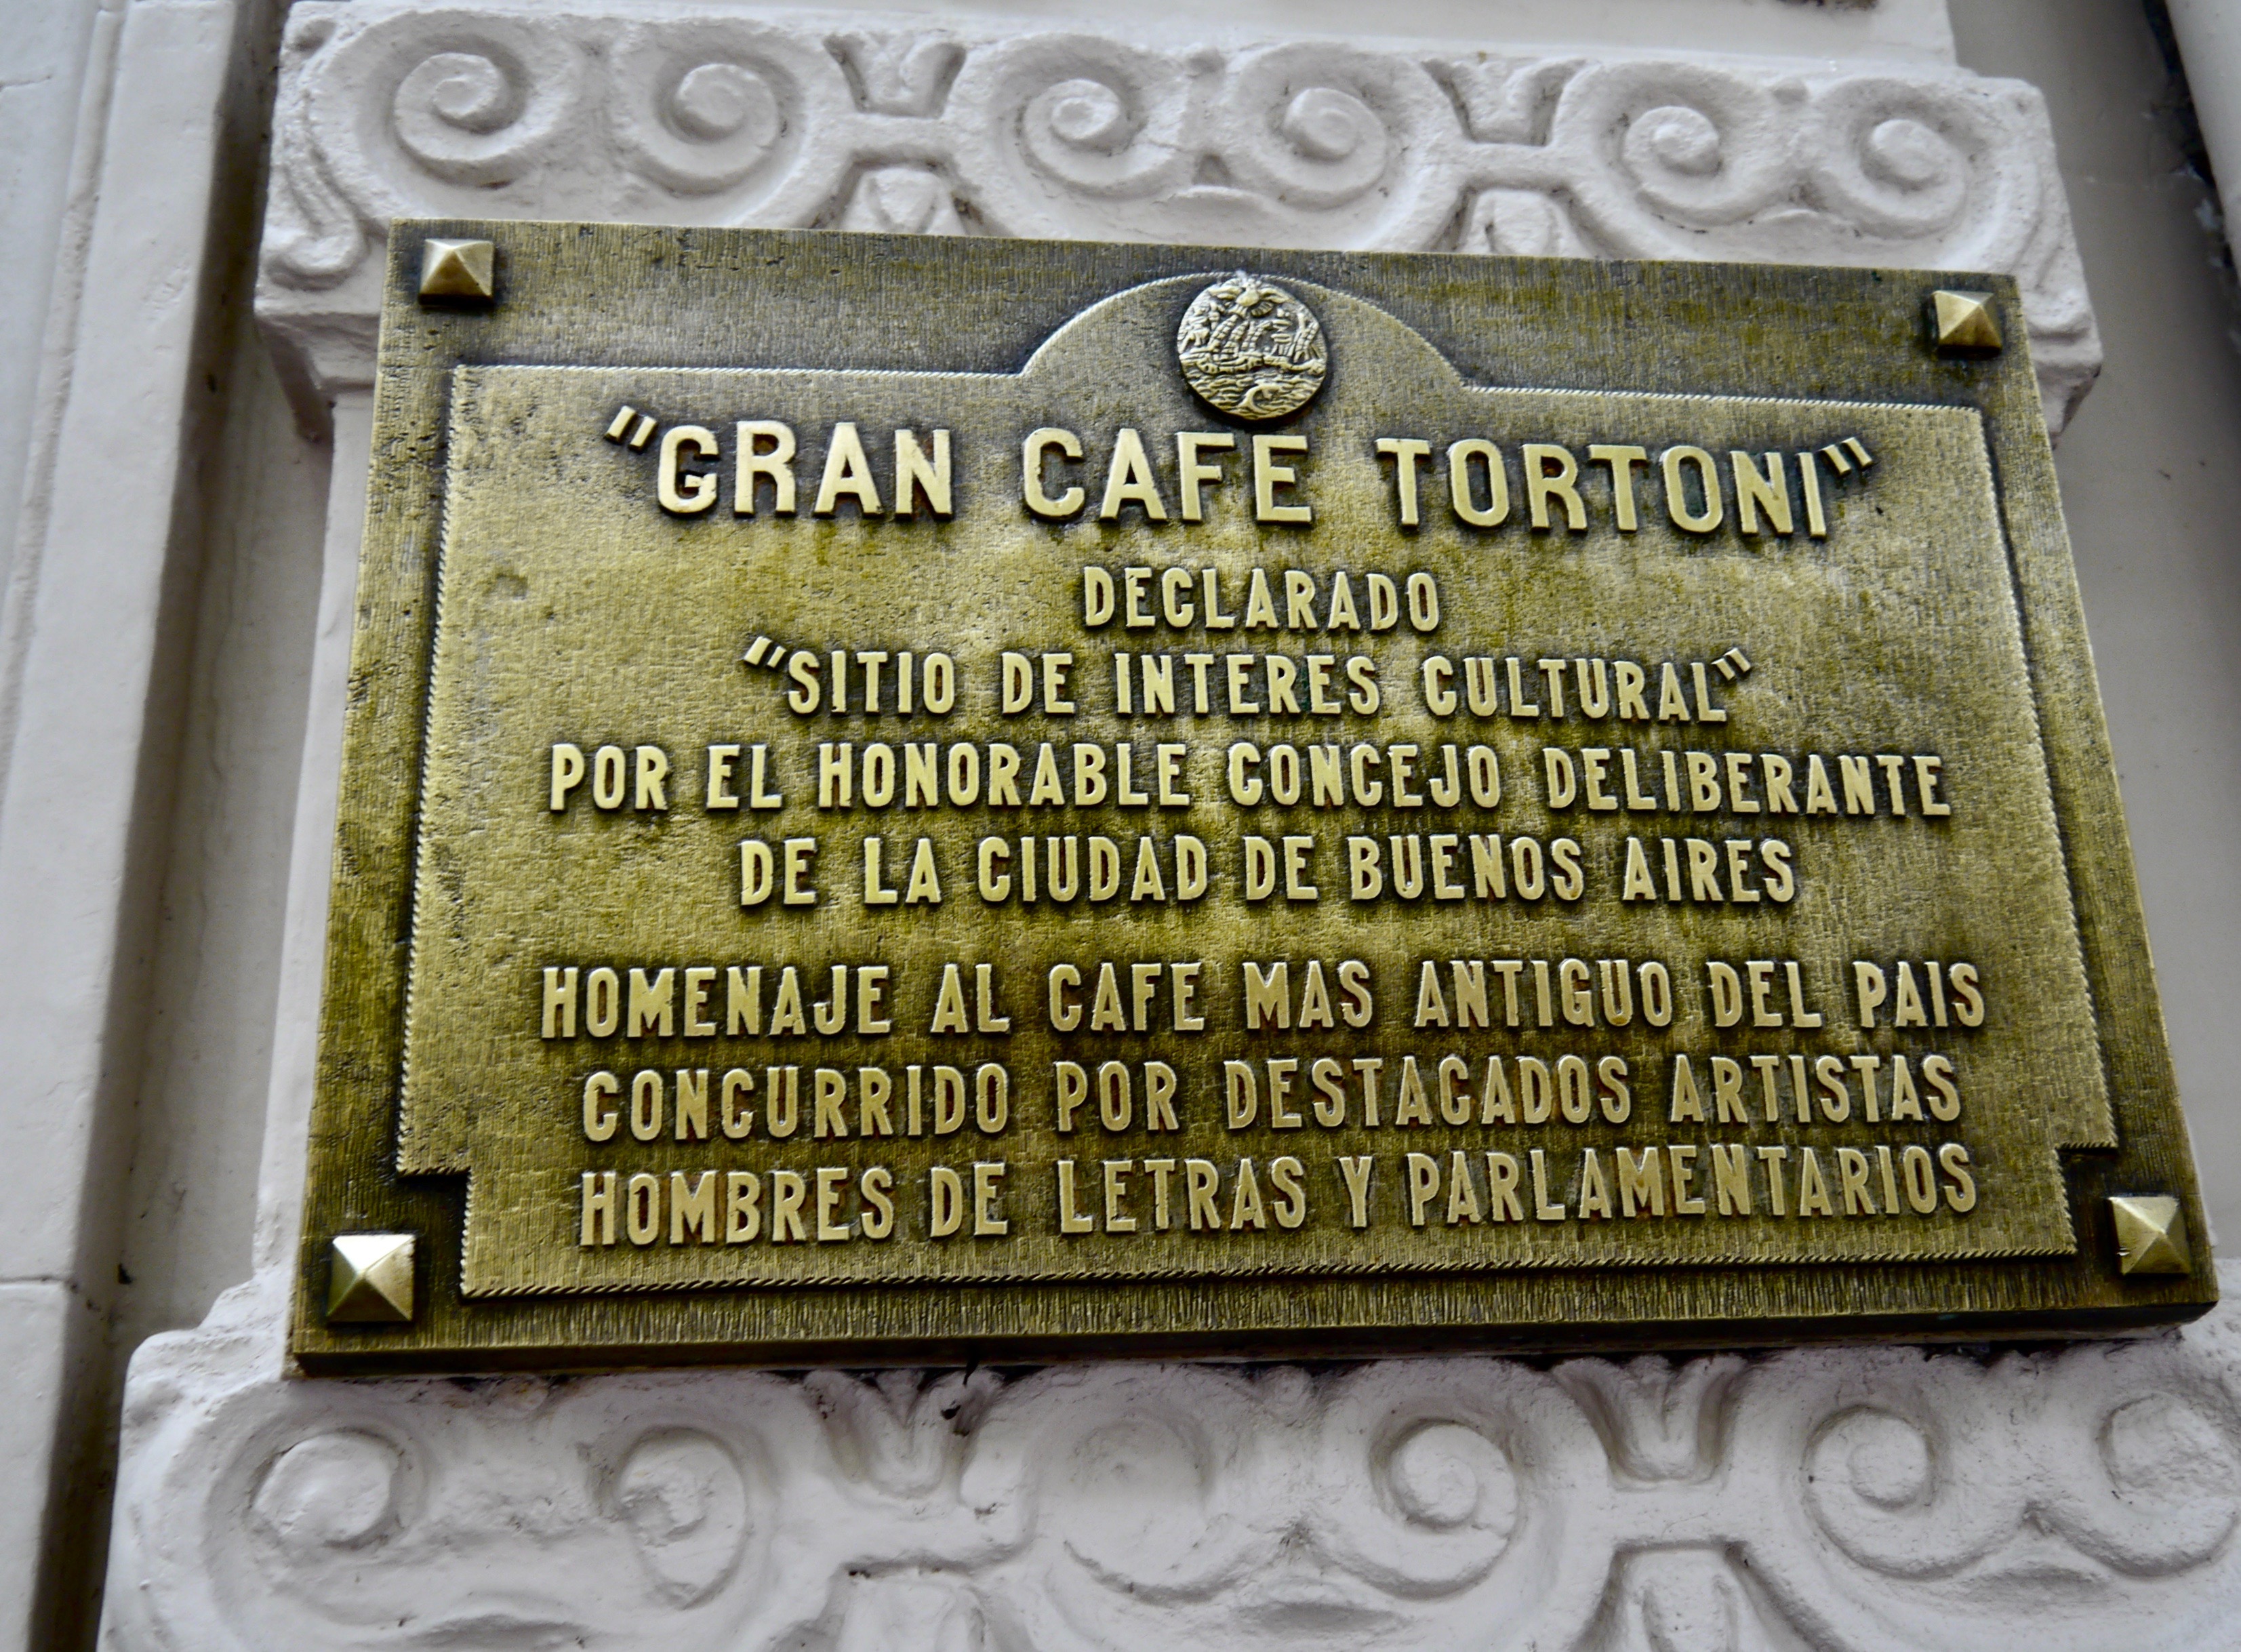 "GRAN CAFE TORTONI"
DECLARADO
"SITIO DE INTERES CULTURAL"
POR EL HONORABLE CONCEJO DELIBERANTE
DE LA CIUDAD DE BUENOS AIRES
HOMENAJE AL CAFE MAS ANTIGUO DEL PAIS
CONCURRIDO POR DESTACADOS ARTISTAS
HOMBRES DE LETRAS Y PARLAMENTARIOS